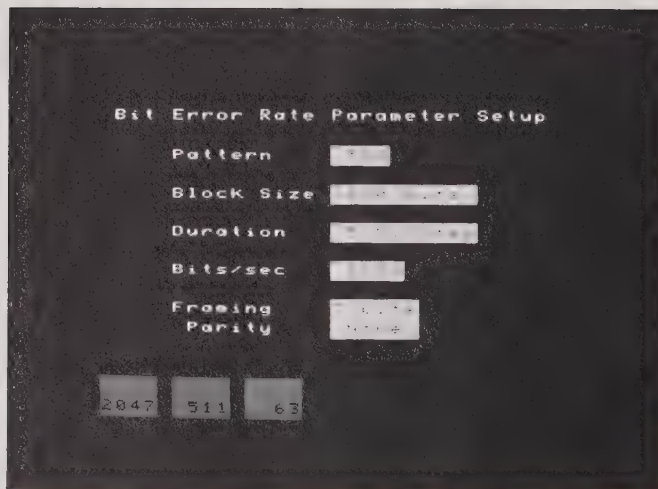 Bit Error Rate Parameter Setup
Pattern
Block Size
Duration
Bits/sec
Framing
Parity
2047 511 63